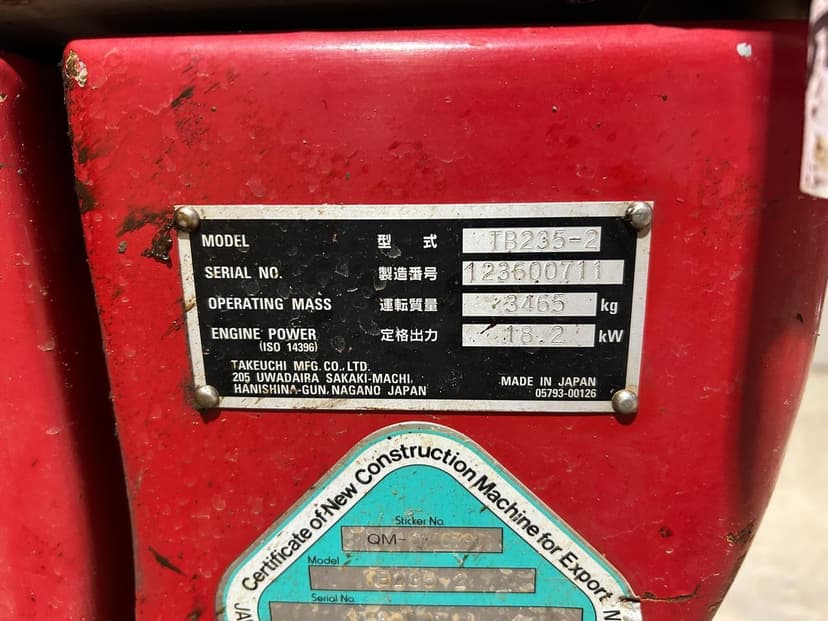 MODEL 型式 TB235-2
SERIAL NO. 製造番号 123600711
OPERATING MASS 運転質量 3465 kg
ENGINE POWER 定格出力 18.2 kW
(ISO 14396)
TAKEUCHI MFG. CO., LTD.
205 UWADAIRA SAKAKI-MACHI,
HANISHINA-GUN, NAGANO JAPAN
MADE IN JAPAN
05793-00126
Certificate of New Construction Machine for Export
Sticker No.
QM-
Model
Serial No.
JA
N